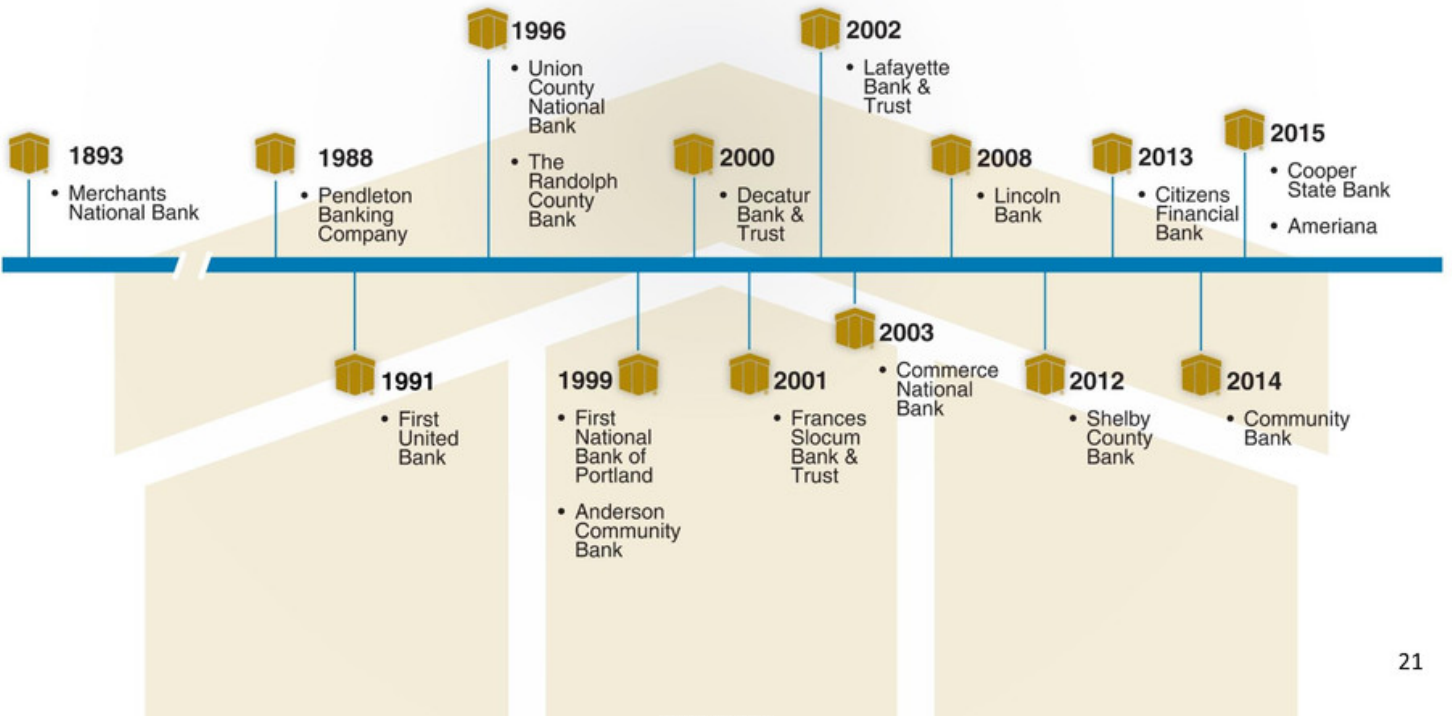 1893
• Merchants
National Bank
1988
• Pendleton
Banking
Company
1991
• First
United
Bank
1996
• Union
County
National
Bank
• The
Randolph
County
Bank
1999
• First
National
Bank of
Portland
• Anderson
Community
Bank
2000
• Decatur
Bank &
Trust
2001
• Frances
Slocum
Bank &
Trust
2002
• Lafayette
Bank &
Trust
2003
• Commerce
National
Bank
2008
• Lincoln
Bank
2012
• Shelby
County
Bank
2013
• Citizens
Financial
Bank
2014
• Community
Bank
2015
• Cooper
State Bank
• Ameriana
21